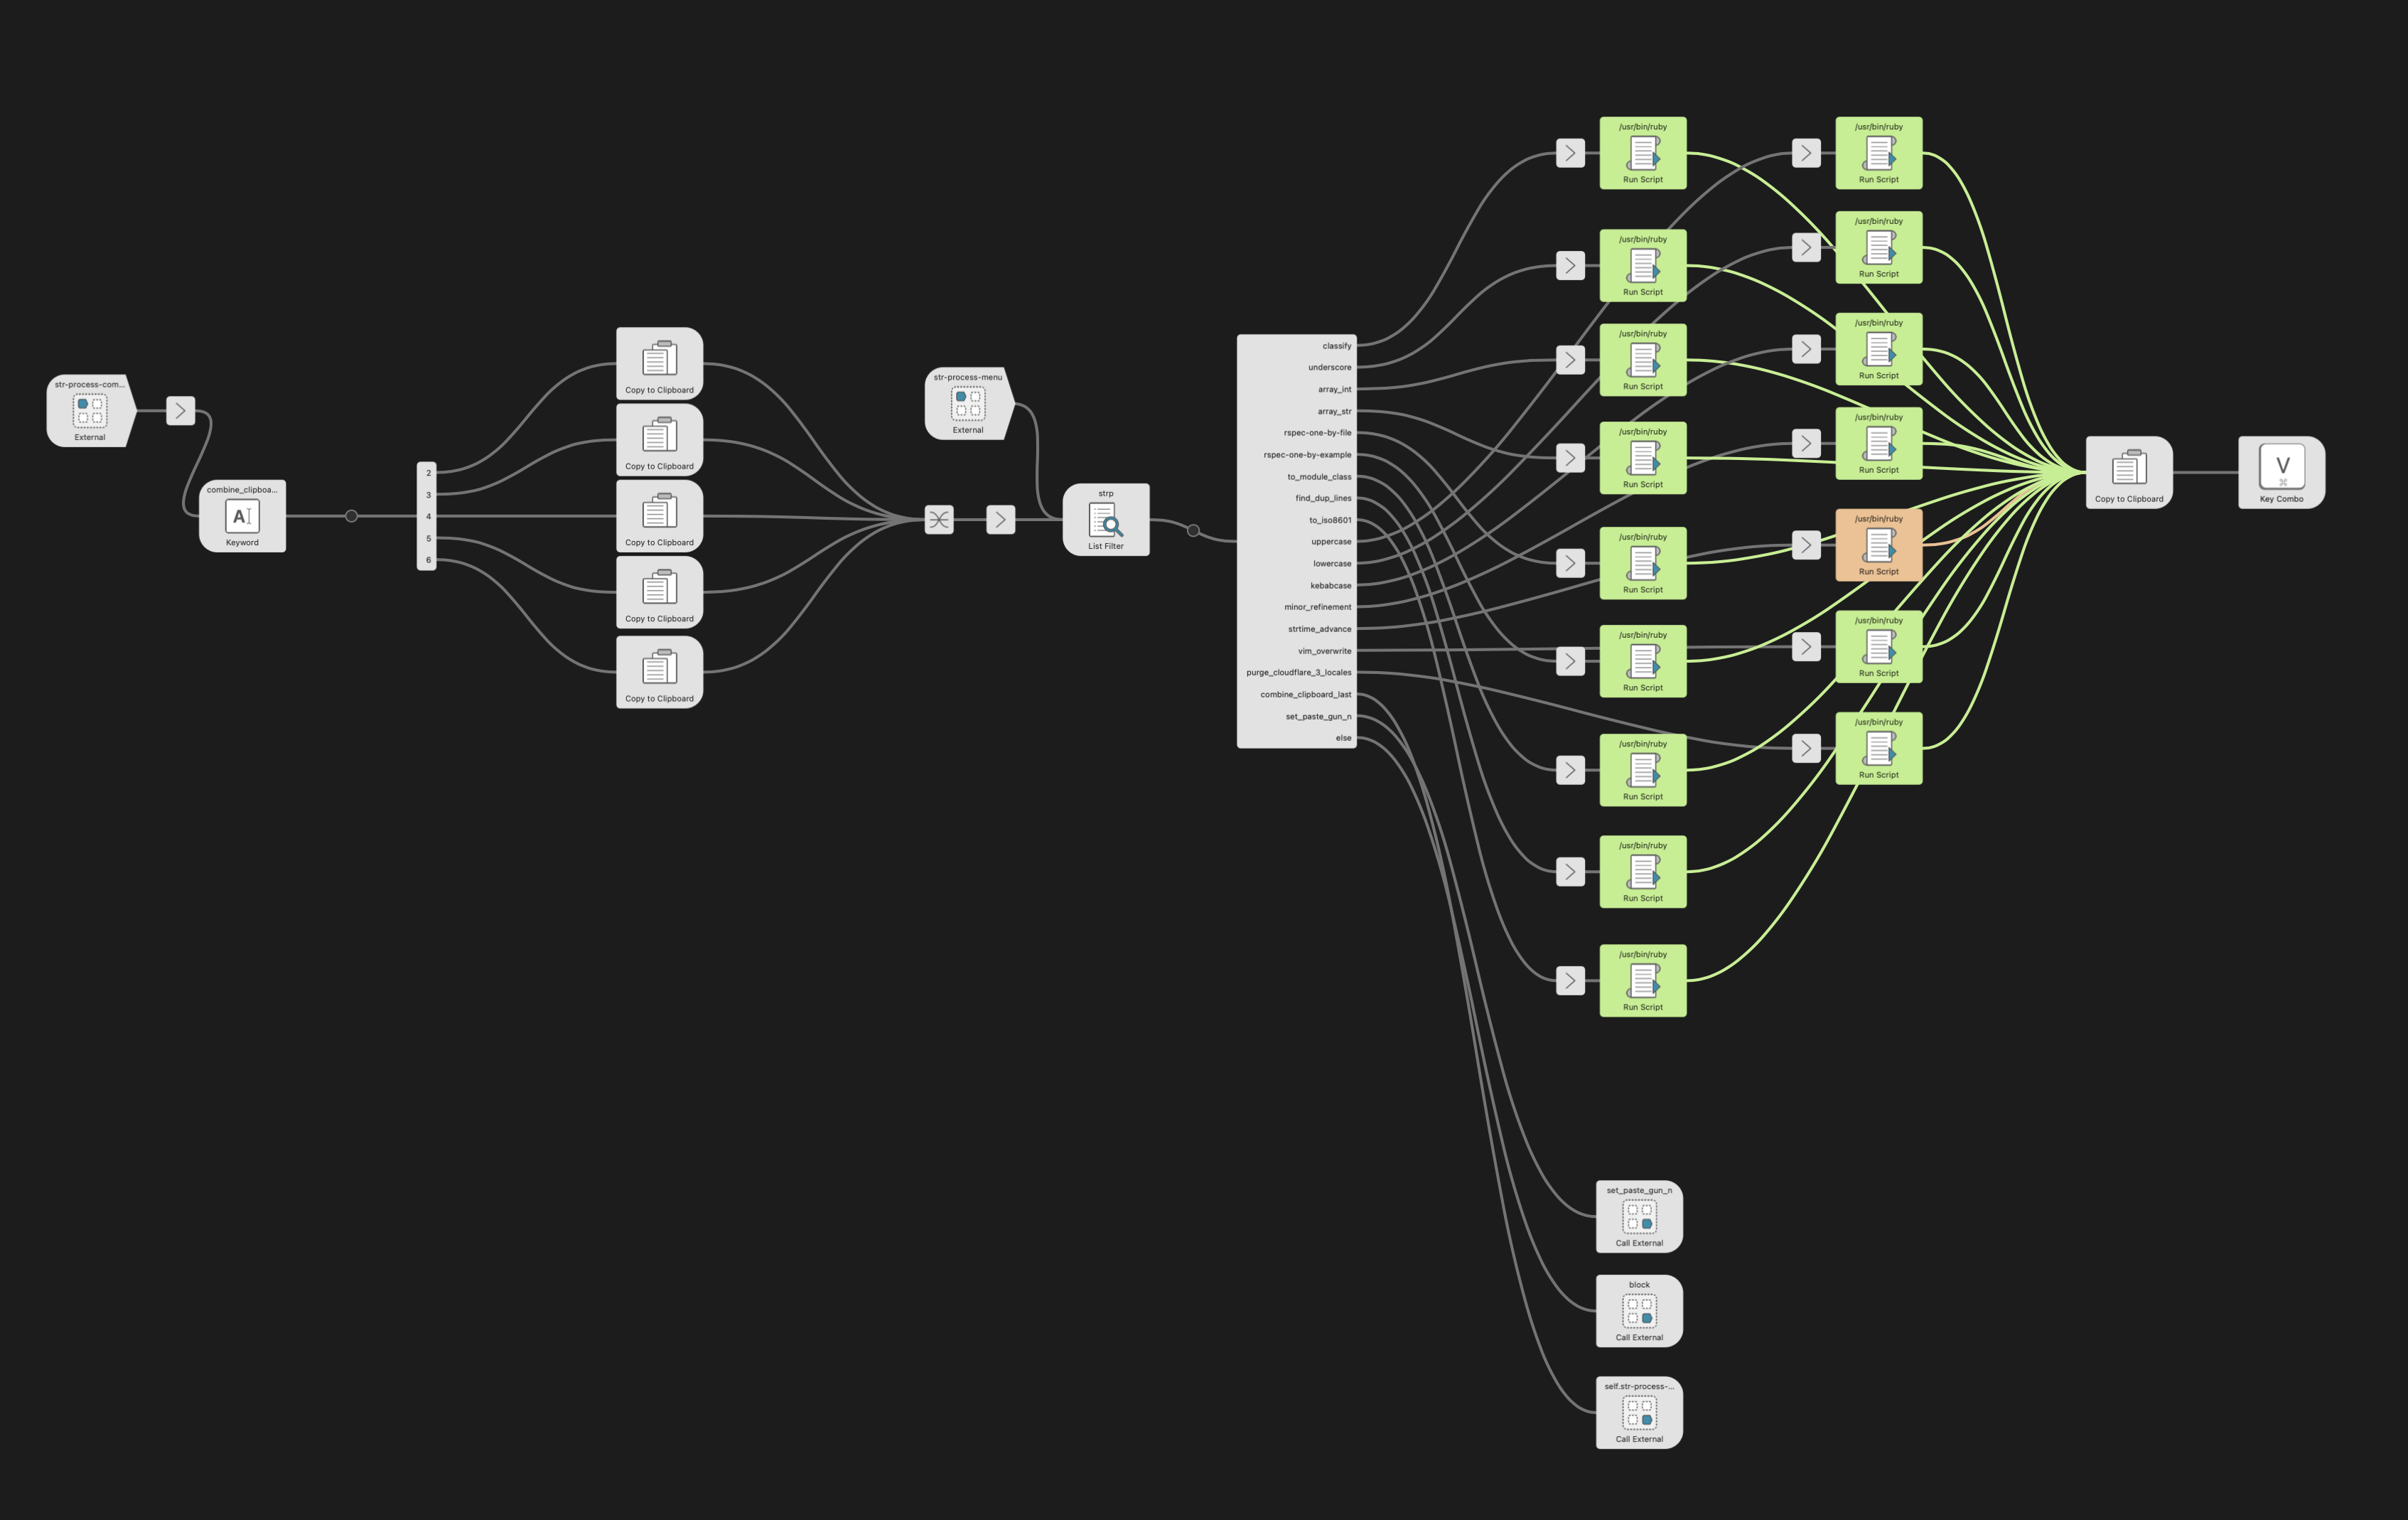 str-process-com...
External
combine_clipboa...
A
Keyword
2
3
4
5
6
Copy to Clipboard
Copy to Clipboard
Copy to Clipboard
Copy to Clipboard
Copy to Clipboard
str-process-menu
External
strp
List Filter
classify
underscore
array_int
array_str
rspec-one-by-file
rspec-one-by-example
to_module_class
find_dup_lines
to_iso8601
uppercase
lowercase
kebabcase
minor_refinement
strtime_advance
vim_overwrite
purge_cloudflare_3_locales
combine_clipboard_last
set_paste_gun_n
else
/usr/bin/ruby
Run Script
/usr/bin/ruby
Run Script
/usr/bin/ruby
Run Script
/usr/bin/ruby
Run Script
/usr/bin/ruby
Run Script
/usr/bin/ruby
Run Script
/usr/bin/ruby
Run Script
/usr/bin/ruby
Run Script
/usr/bin/ruby
Run Script
/usr/bin/ruby
Run Script
/usr/bin/ruby
Run Script
/usr/bin/ruby
Run Script
/usr/bin/ruby
Run Script
/usr/bin/ruby
Run Script
/usr/bin/ruby
Run Script
/usr/bin/ruby
Run Script
set_paste_gun_n
Call External
block
Call External
self.str-process-...
Call External
Copy to Clipboard
V
⌘
Key Combo